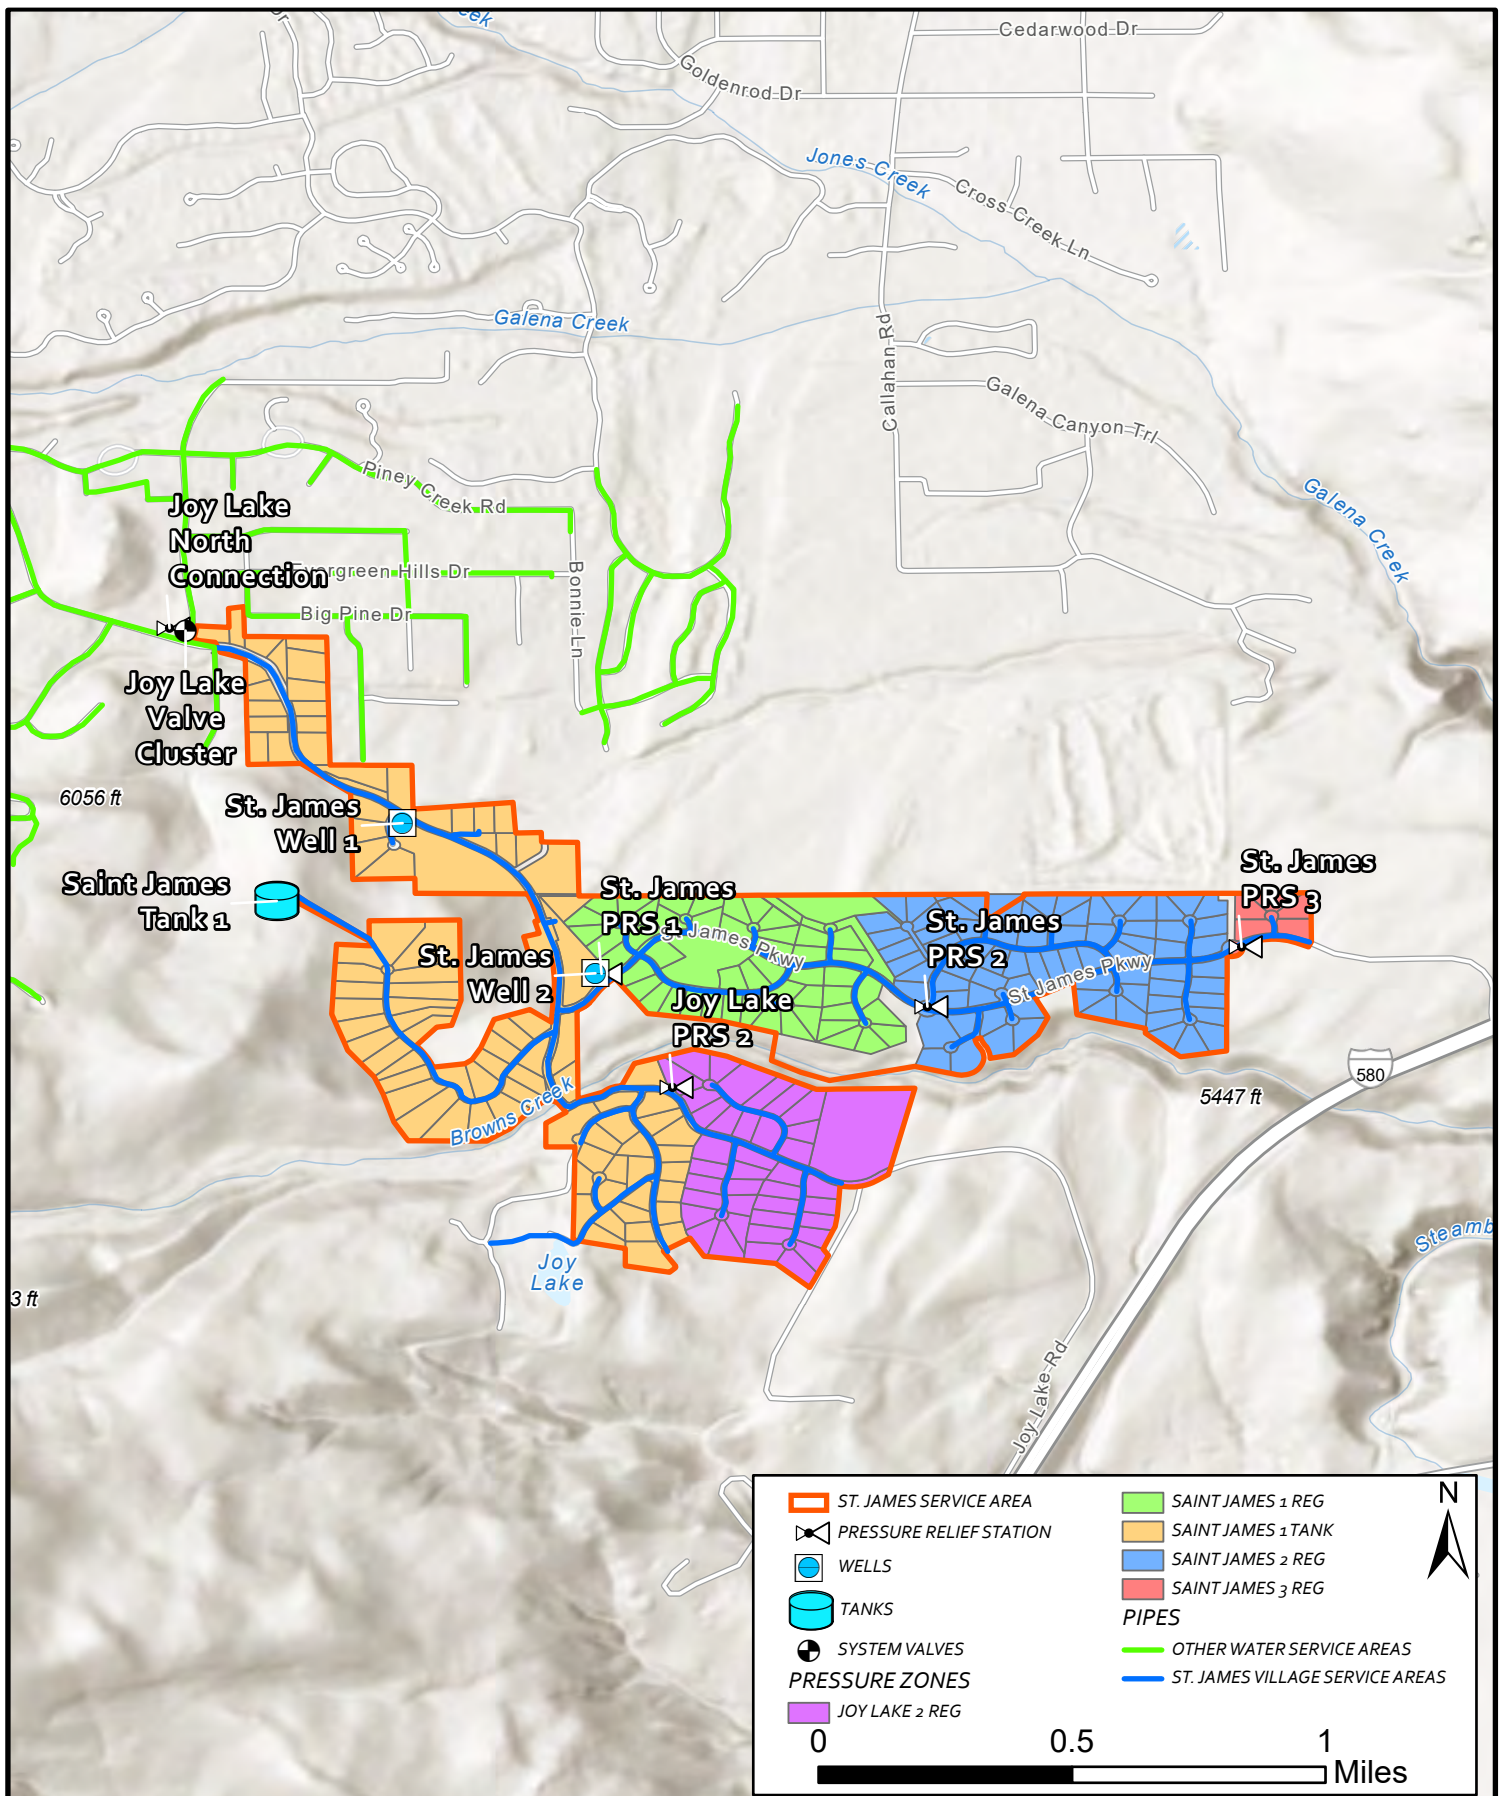 Dr
eek
Cedarwood Dr
Goldenrod Dr
Jones Creek
Cross Creek Ln
Galena Creek
Callahan Rd
Galena Canyon Trl
Galena Creek
Piney Creek Rd
Joy Lake
North
Connection
Evergreen Hills Dr
Bonnie Ln
Big Pine Dr
Joy Lake
Valve
Cluster
6056 ft
St. James
Well 1
Saint James
Tank 1
St. James
PRS 1
St James Pkwy
St. James
PRS 2
St. James
PRS 3
St. James
Well 2
St James Pkwy
Joy Lake
PRS 2
580
5447 ft
Browns Creek
Steamb
Joy
Lake
3 ft
Joy Lake Rd
ST. JAMES SERVICE AREA
PRESSURE RELIEF STATION
WELLS
TANKS
SYSTEM VALVES
PRESSURE ZONES
JOY LAKE 2 REG
SAINT JAMES 1 REG
SAINT JAMES 1 TANK
SAINT JAMES 2 REG
SAINT JAMES 3 REG
PIPES
OTHER WATER SERVICE AREAS
ST. JAMES VILLAGE SERVICE AREAS
N
0 0.5 1
Miles